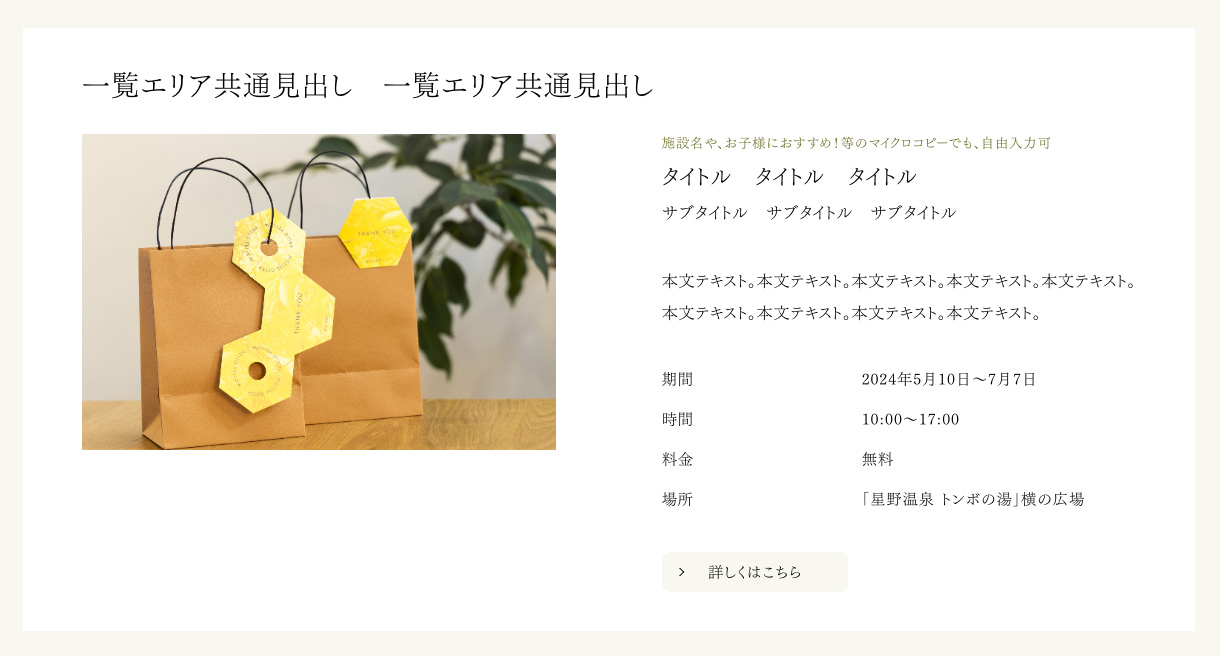 一覧エリア共通見出し　一覧エリア共通見出し
THANK YOU
THANK YOU
施設名や、お子様におすすめ！等のマイクロコピーでも、自由入力可
タイトル　タイトル　タイトル
サブタイトル　サブタイトル　サブタイトル
本文テキスト。本文テキスト。本文テキスト。本文テキスト。本文テキスト。
本文テキスト。本文テキスト。本文テキスト。本文テキスト。
期間 2024年5月10日〜7月7日
時間 10:00〜17:00
料金 無料
場所 「星野温泉 トンボの湯」横の広場
詳しくはこちら